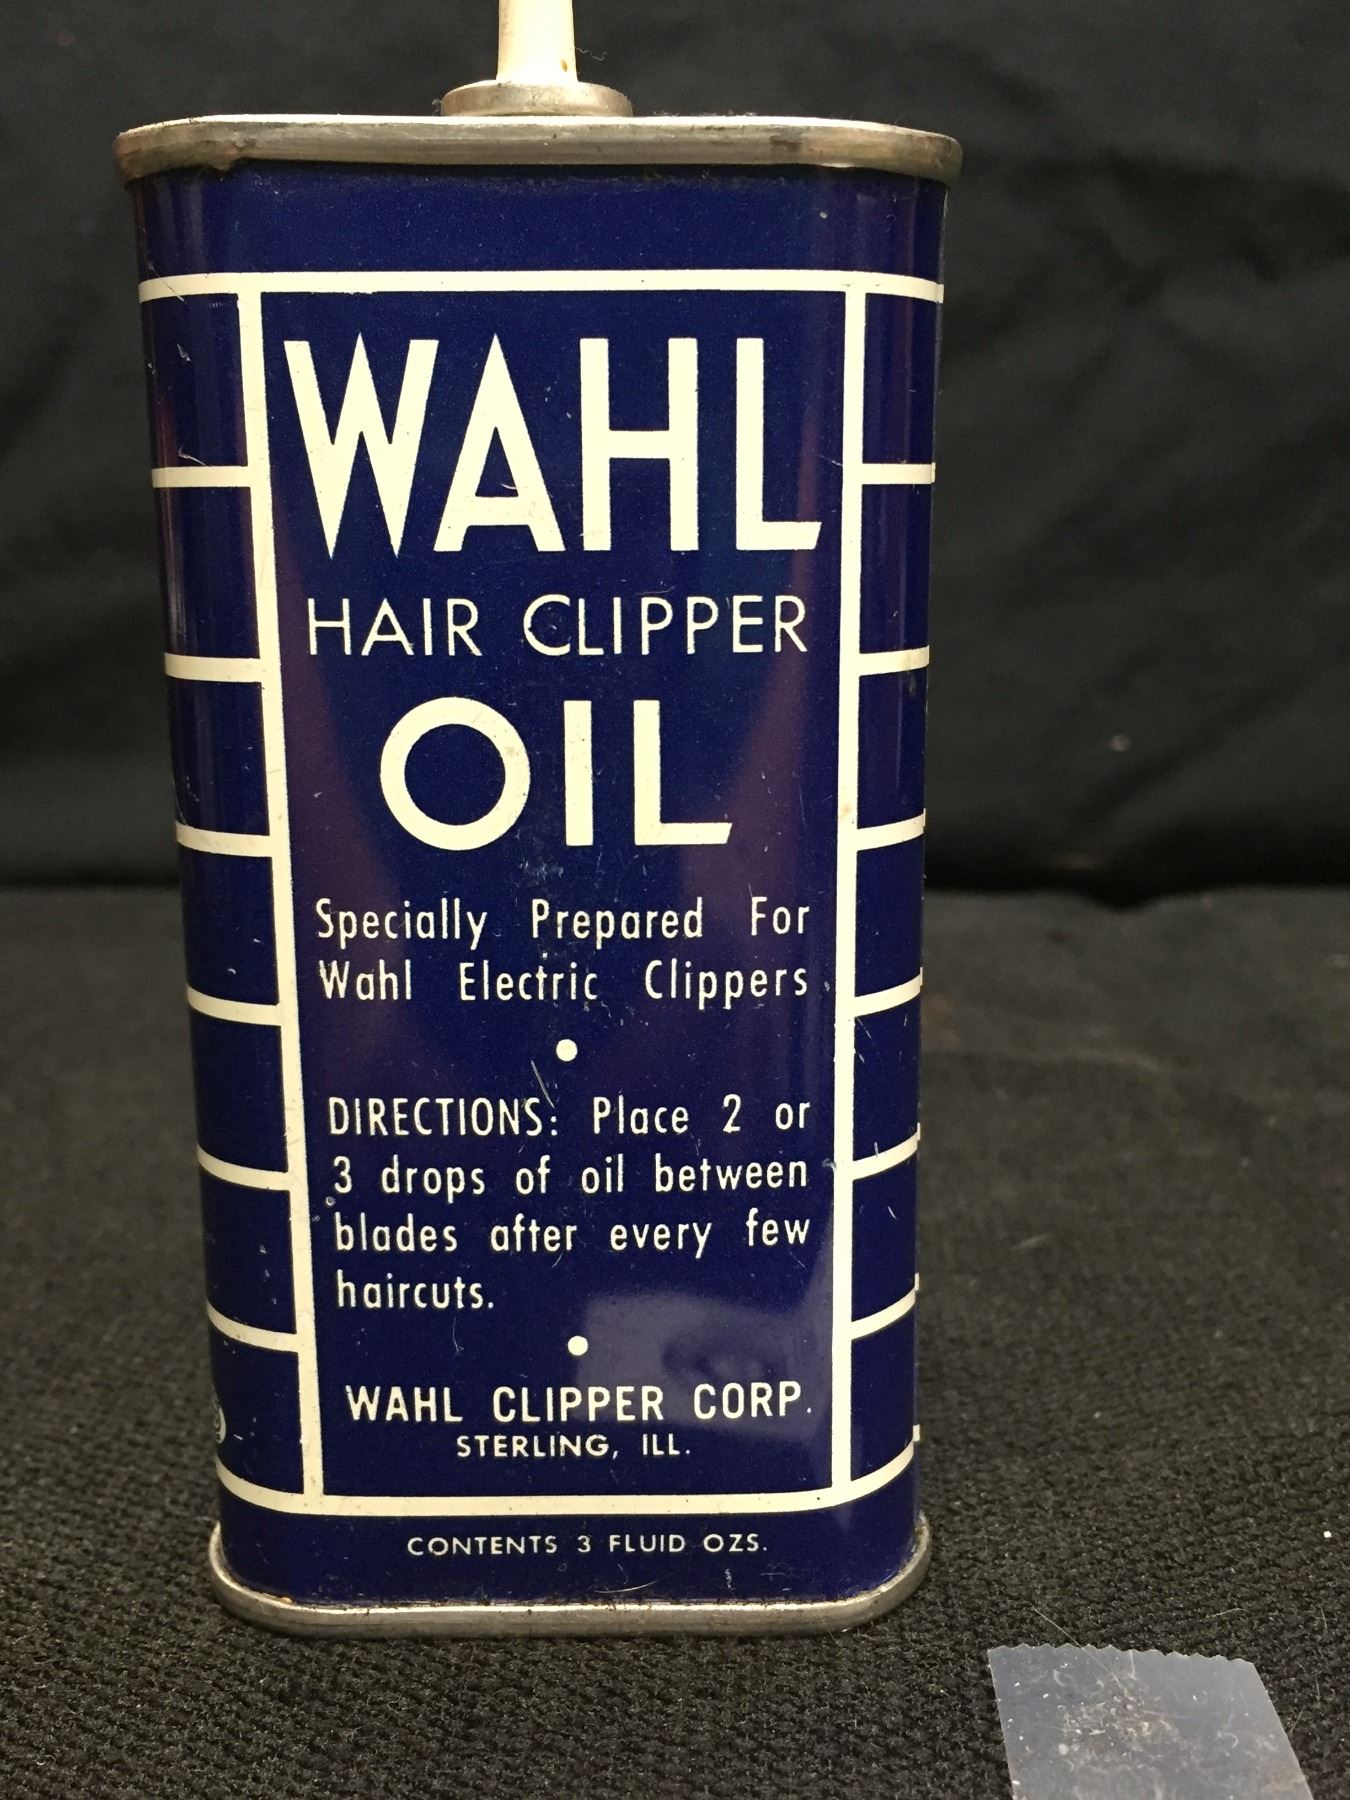 WAHL
HAIR CLIPPER
OIL
Specially Prepared For
Wahl Electric Clippers
DIRECTIONS: Place 2 or
3 drops of oil between
blades after every few
haircuts.
WAHL CLIPPER CORP.
STERLING, ILL.
CONTENTS 3 FLUID OZS.